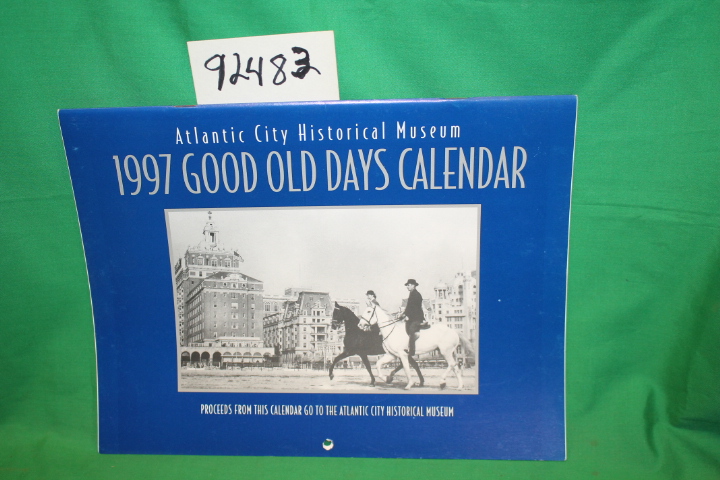 92483
Atlantic City Historical Museum
1997 GOOD OLD DAYS CALENDAR
PROCEEDS FROM THIS CALENDAR GO TO THE ATLANTIC CITY HISTORICAL MUSEUM